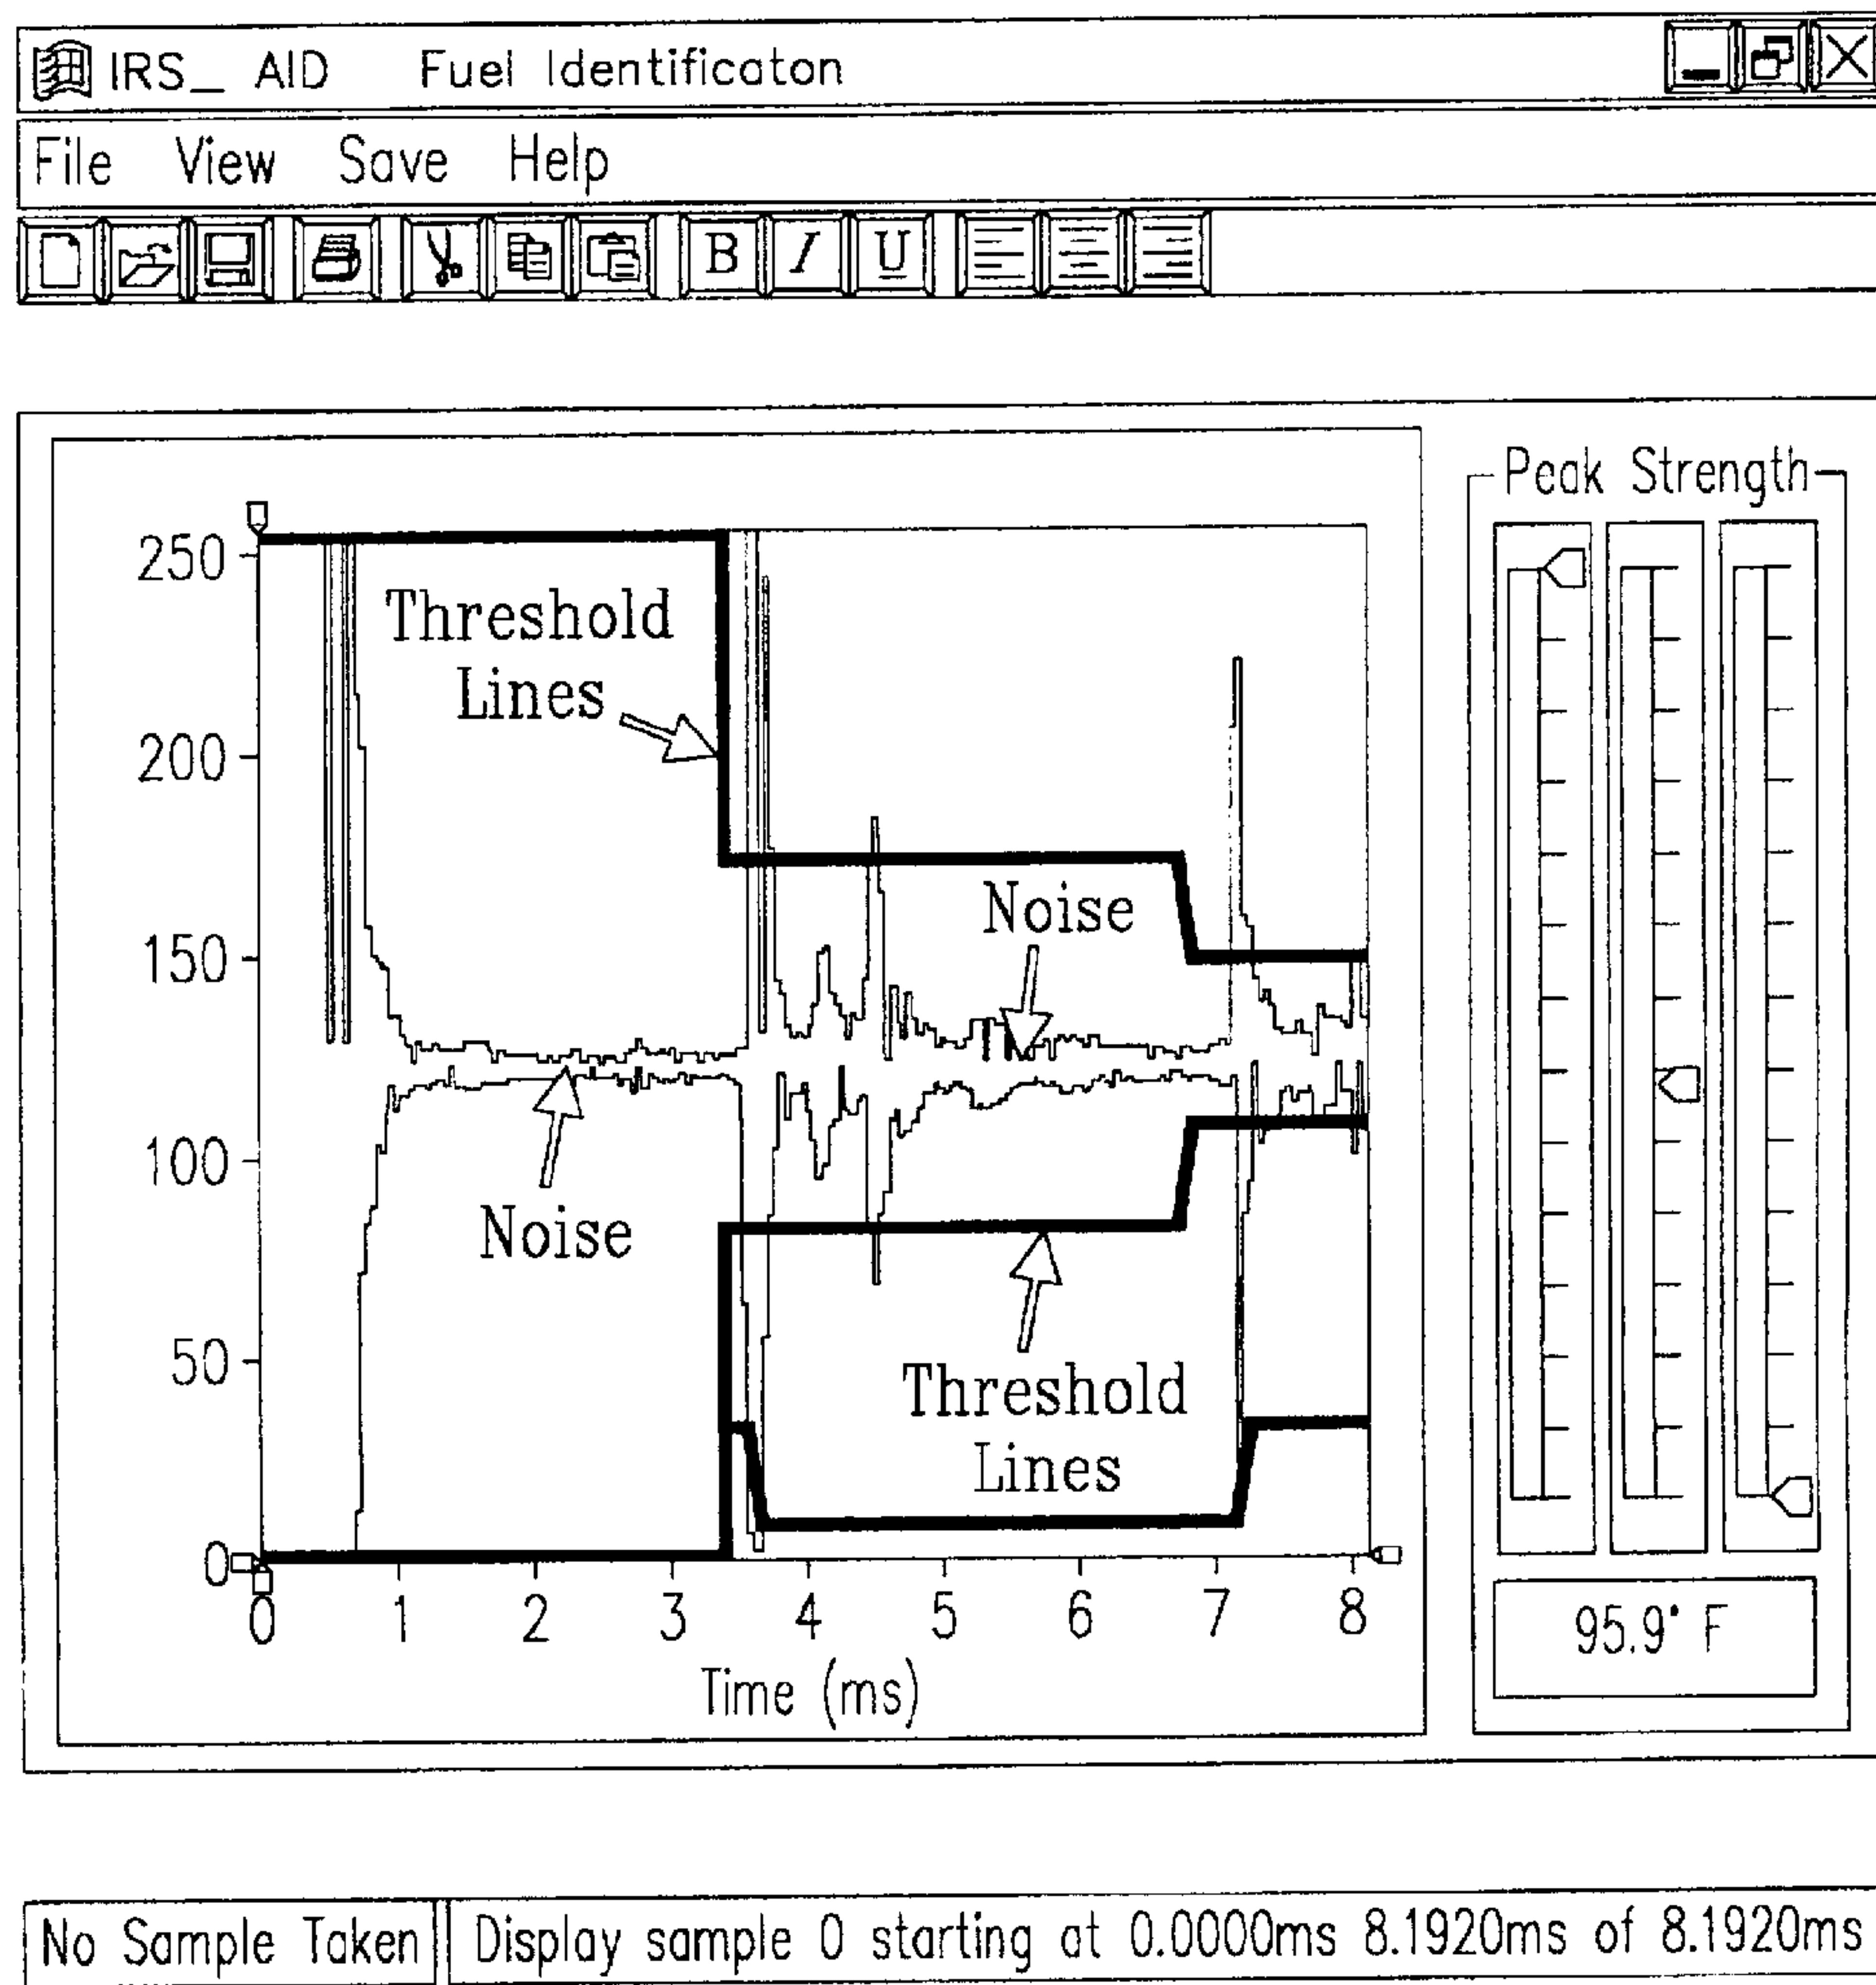 IRS_ AID Fuel Identificaton
File View Save Help
B I U
Peak Strength
250
200
150
100
50
0
Threshold
Lines
Noise
Noise
Threshold
Lines
0 1 2 3 4 5 6 7 8
Time (ms)
95.9° F
No Sample Taken
Display sample 0 starting at 0.0000ms 8.1920ms of 8.1920ms